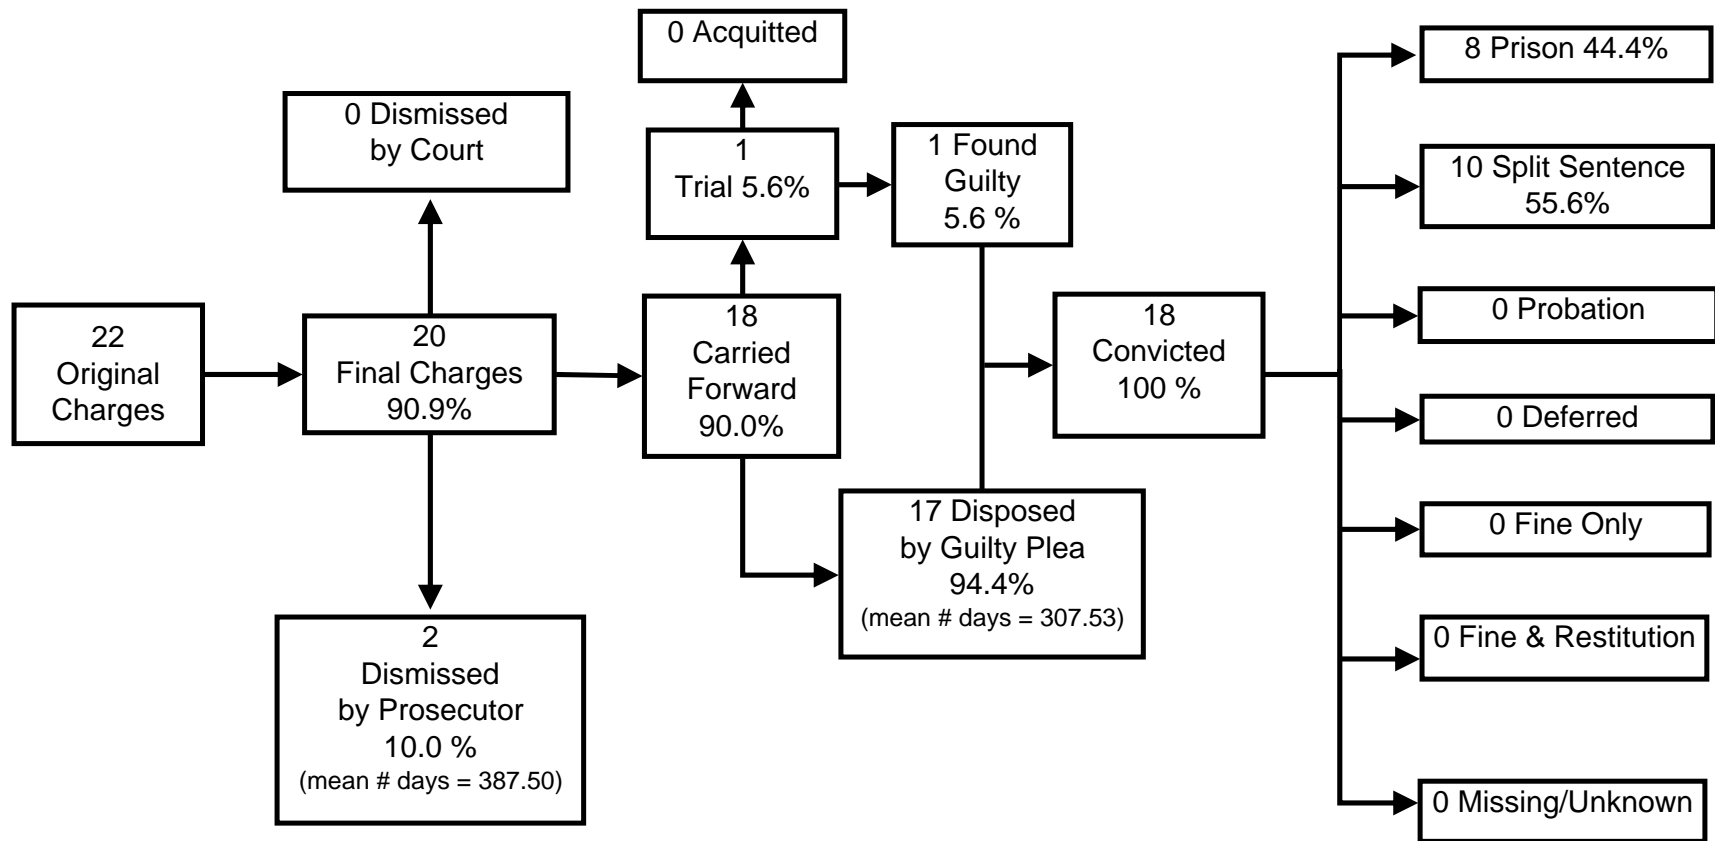 22
Original
Charges
0 Dismissed
by Court
20
Final Charges
90.9%
2
Dismissed
by Prosecutor
10.0 %
(mean # days = 387.50)
0 Acquitted
1
Trial 5.6%
18
Carried
Forward
90.0%
1 Found
Guilty
5.6 %
17 Disposed
by Guilty Plea
94.4%
(mean # days = 307.53)
18
Convicted
100 %
8 Prison 44.4%
10 Split Sentence
55.6%
0 Probation
0 Deferred
0 Fine Only
0 Fine & Restitution
0 Missing/Unknown